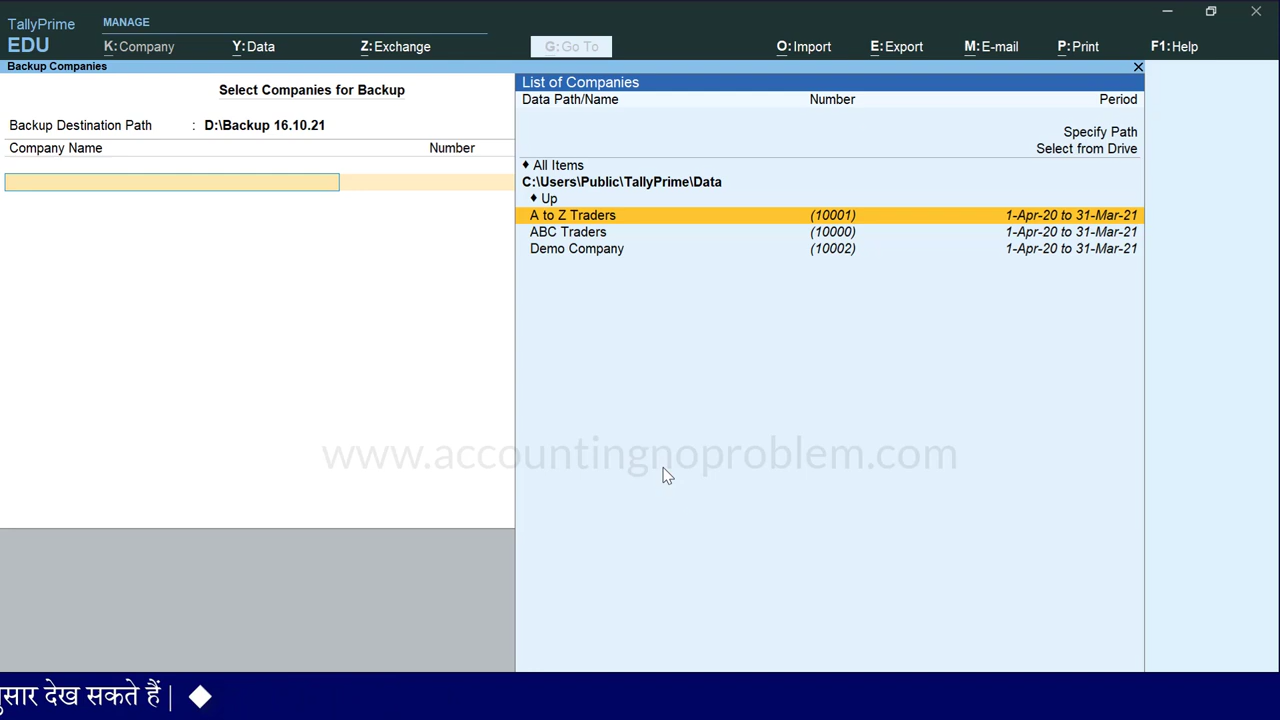 TallyPrime
EDU
MANAGE
K:Company
Y:Data
Z:Exchange
G:Go To
O:Import
E:Export
M:E-mail
P:Print
F1:Help
Backup Companies
Select Companies for Backup
Backup Destination Path : D:\Backup 16.10.21
Company Name Number
List of Companies
Data Path/Name Number Period
Specify Path
Select from Drive
♦ All Items
C:\Users\Public\TallyPrime\Data
♦ Up
A to Z Traders (10001) 1-Apr-20 to 31-Mar-21
ABC Traders (10000) 1-Apr-20 to 31-Mar-21
Demo Company (10002) 1-Apr-20 to 31-Mar-21
www.accountingnoproblem.com
देख सकते हैं | ◆